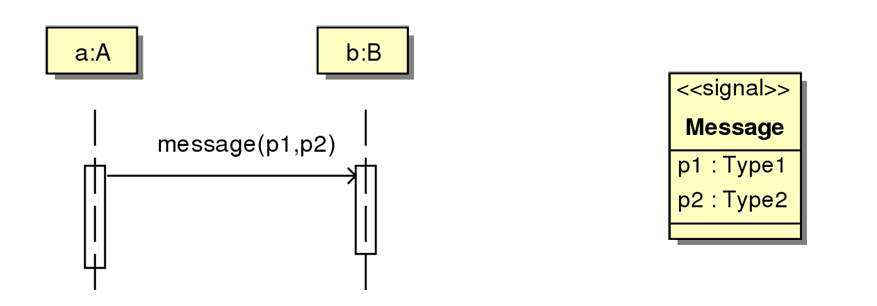 a:A
b:B
message(p1,p2)
<<signal>>
Message
p1 : Type1
p2 : Type2